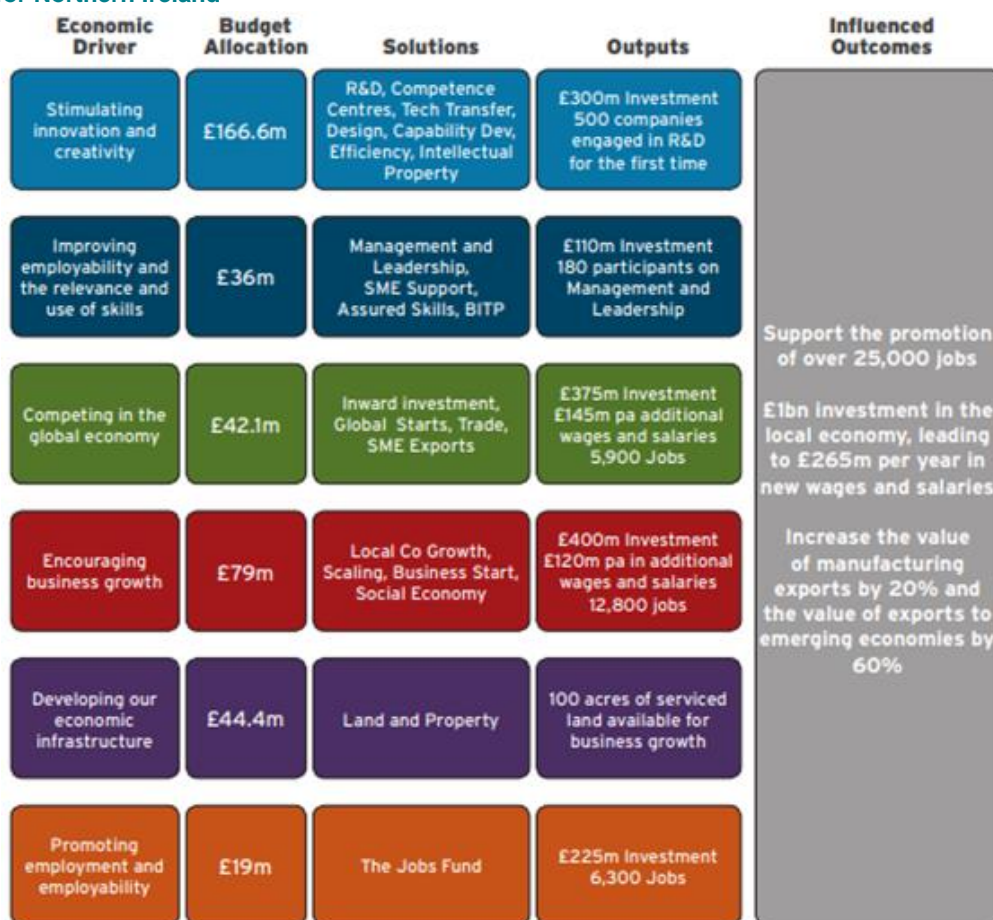 or Northern Ireland
Economic
Driver
Budget
Allocation
Solutions
Outputs
Influenced
Outcomes
Stimulating
innovation and
creativity
£166.6m
R&D, Competence
Centres, Tech Transfer,
Design, Capability Dev,
Efficiency, Intellectual
Property
£300m Investment
500 companies
engaged in R&D
for the first time
Improving
employability and
the relevance and
use of skills
£36m
Management and
Leadership,
SME Support,
Assured Skills, BITP
£110m Investment
180 participants on
Management and
Leadership
Competing in the
global economy
£42.1m
Inward investment,
Global Starts, Trade,
SME Exports
£375m Investment
£145m pa additional
wages and salaries
5,900 Jobs
Encouraging
business growth
£79m
Local Co Growth,
Scaling, Business Start,
Social Economy
£400m Investment
£120m pa in additional
wages and salaries
12,800 jobs
Developing our
economic
infrastructure
£44.4m
Land and Property
100 acres of serviced
land available for
business growth
Promoting
employment and
employability
£19m
The Jobs Fund
£225m Investment
6,300 Jobs
Support the promotion
of over 25,000 jobs
£1bn investment in the
local economy, leading
to £265m per year in
new wages and salaries
Increase the value
of manufacturing
exports by 20% and
the value of exports to
emerging economies by
60%